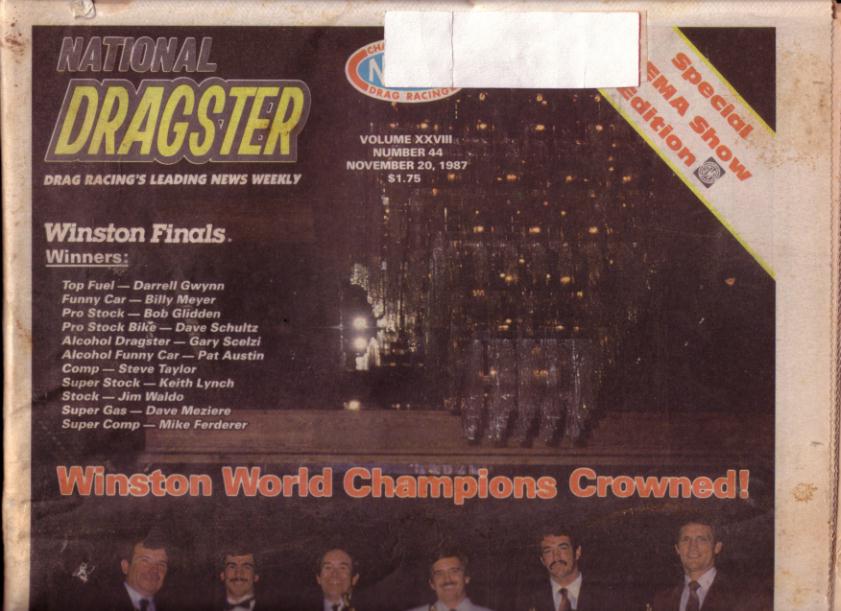 NATIONAL
DRAGSTER
DRAG RACING'S LEADING NEWS WEEKLY
DRAG RACING
VOLUME XXVIII
NUMBER 44
NOVEMBER 20, 1987
$1.75
Special
Show
Edition
Winston Finals
Winners:
Top Fuel — Darrell Gwynn
Funny Car — Billy Meyer
Pro Stock — Bob Glidden
Pro Stock Bike — Dave Schultz
Alcohol Dragster — Gary Scelzi
Alcohol Funny Car — Pat Austin
Comp — Steve Taylor
Super Stock — Keith Lynch
Stock — Jim Waldo
Super Gas — Dave Meziere
Super Comp — Mike Ferderer
Winston World Champions Crowned!